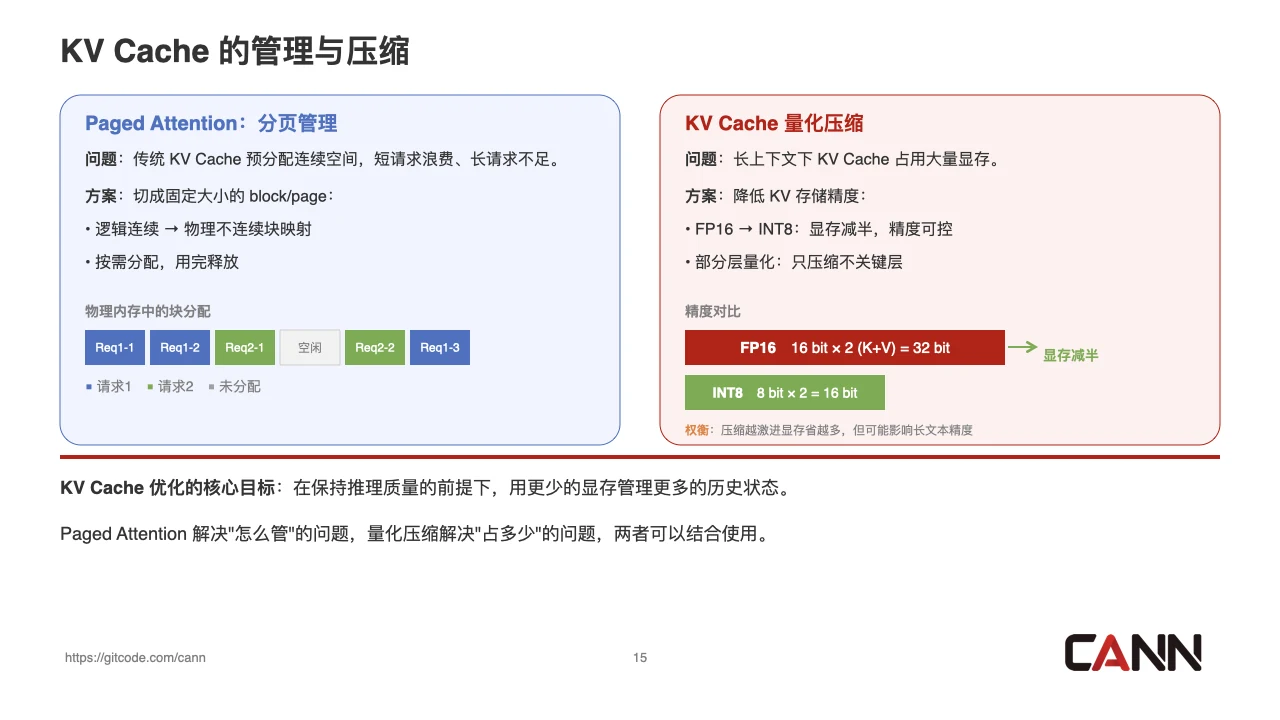 KV Cache 的管理与压缩
Paged Attention：分页管理
问题：传统 KV Cache 预分配连续空间，短请求浪费、长请求不足。
方案：切成固定大小的 block/page：
• 逻辑连续 → 物理不连续块映射
• 按需分配，用完释放
物理内存中的块分配
Req1-1 Req1-2 Req2-1 空闲 Req2-2 Req1-3
▪ 请求1 ▪ 请求2 ▪ 未分配
KV Cache 量化压缩
问题：长上下文下 KV Cache 占用大量显存。
方案：降低 KV 存储精度：
• FP16 → INT8：显存减半，精度可控
• 部分层量化：只压缩不关键层
精度对比
FP16 16 bit × 2 (K+V) = 32 bit
显存减半
INT8 8 bit × 2 = 16 bit
权衡：压缩越激进显存省越多，但可能影响长文本精度
KV Cache 优化的核心目标：在保持推理质量的前提下，用更少的显存管理更多的历史状态。
Paged Attention 解决"怎么管"的问题，量化压缩解决"占多少"的问题，两者可以结合使用。
https://gitcode.com/cann
15
CANN